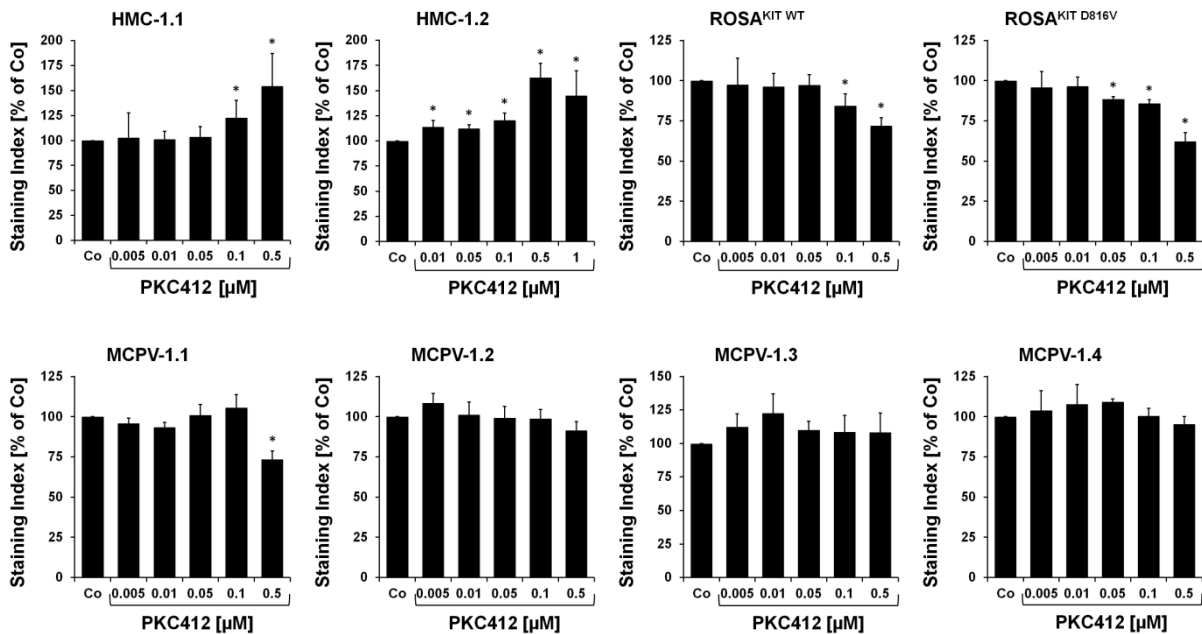 HMC-1.1
Staining Index [% of Co]
200
175
150
125
100
75
50
25
0
* *
Co 0.005 0.01 0.05 0.1 0.5
PKC412 [µM]
HMC-1.2
Staining Index [% of Co]
200
175
150
125
100
75
50
25
0
* * * * *
Co 0.01 0.05 0.1 0.5 1
PKC412 [µM]
ROSA^KIT WT
Staining Index [% of Co]
125
100
75
50
25
0
* *
Co 0.005 0.01 0.05 0.1 0.5
PKC412 [µM]
ROSA^KIT D816V
Staining Index [% of Co]
125
100
75
50
25
0
* * *
Co 0.005 0.01 0.05 0.1 0.5
PKC412 [µM]
MCPV-1.1
Staining Index [% of Co]
125
100
75
50
25
0
*
Co 0.005 0.01 0.05 0.1 0.5
PKC412 [µM]
MCPV-1.2
Staining Index [% of Co]
125
100
75
50
25
0
Co 0.005 0.01 0.05 0.1 0.5
PKC412 [µM]
MCPV-1.3
Staining Index [% of Co]
150
125
100
75
50
25
0
Co 0.005 0.01 0.05 0.1 0.5
PKC412 [µM]
MCPV-1.4
Staining Index [% of Co]
125
100
75
50
25
0
Co 0.005 0.01 0.05 0.1 0.5
PKC412 [µM]